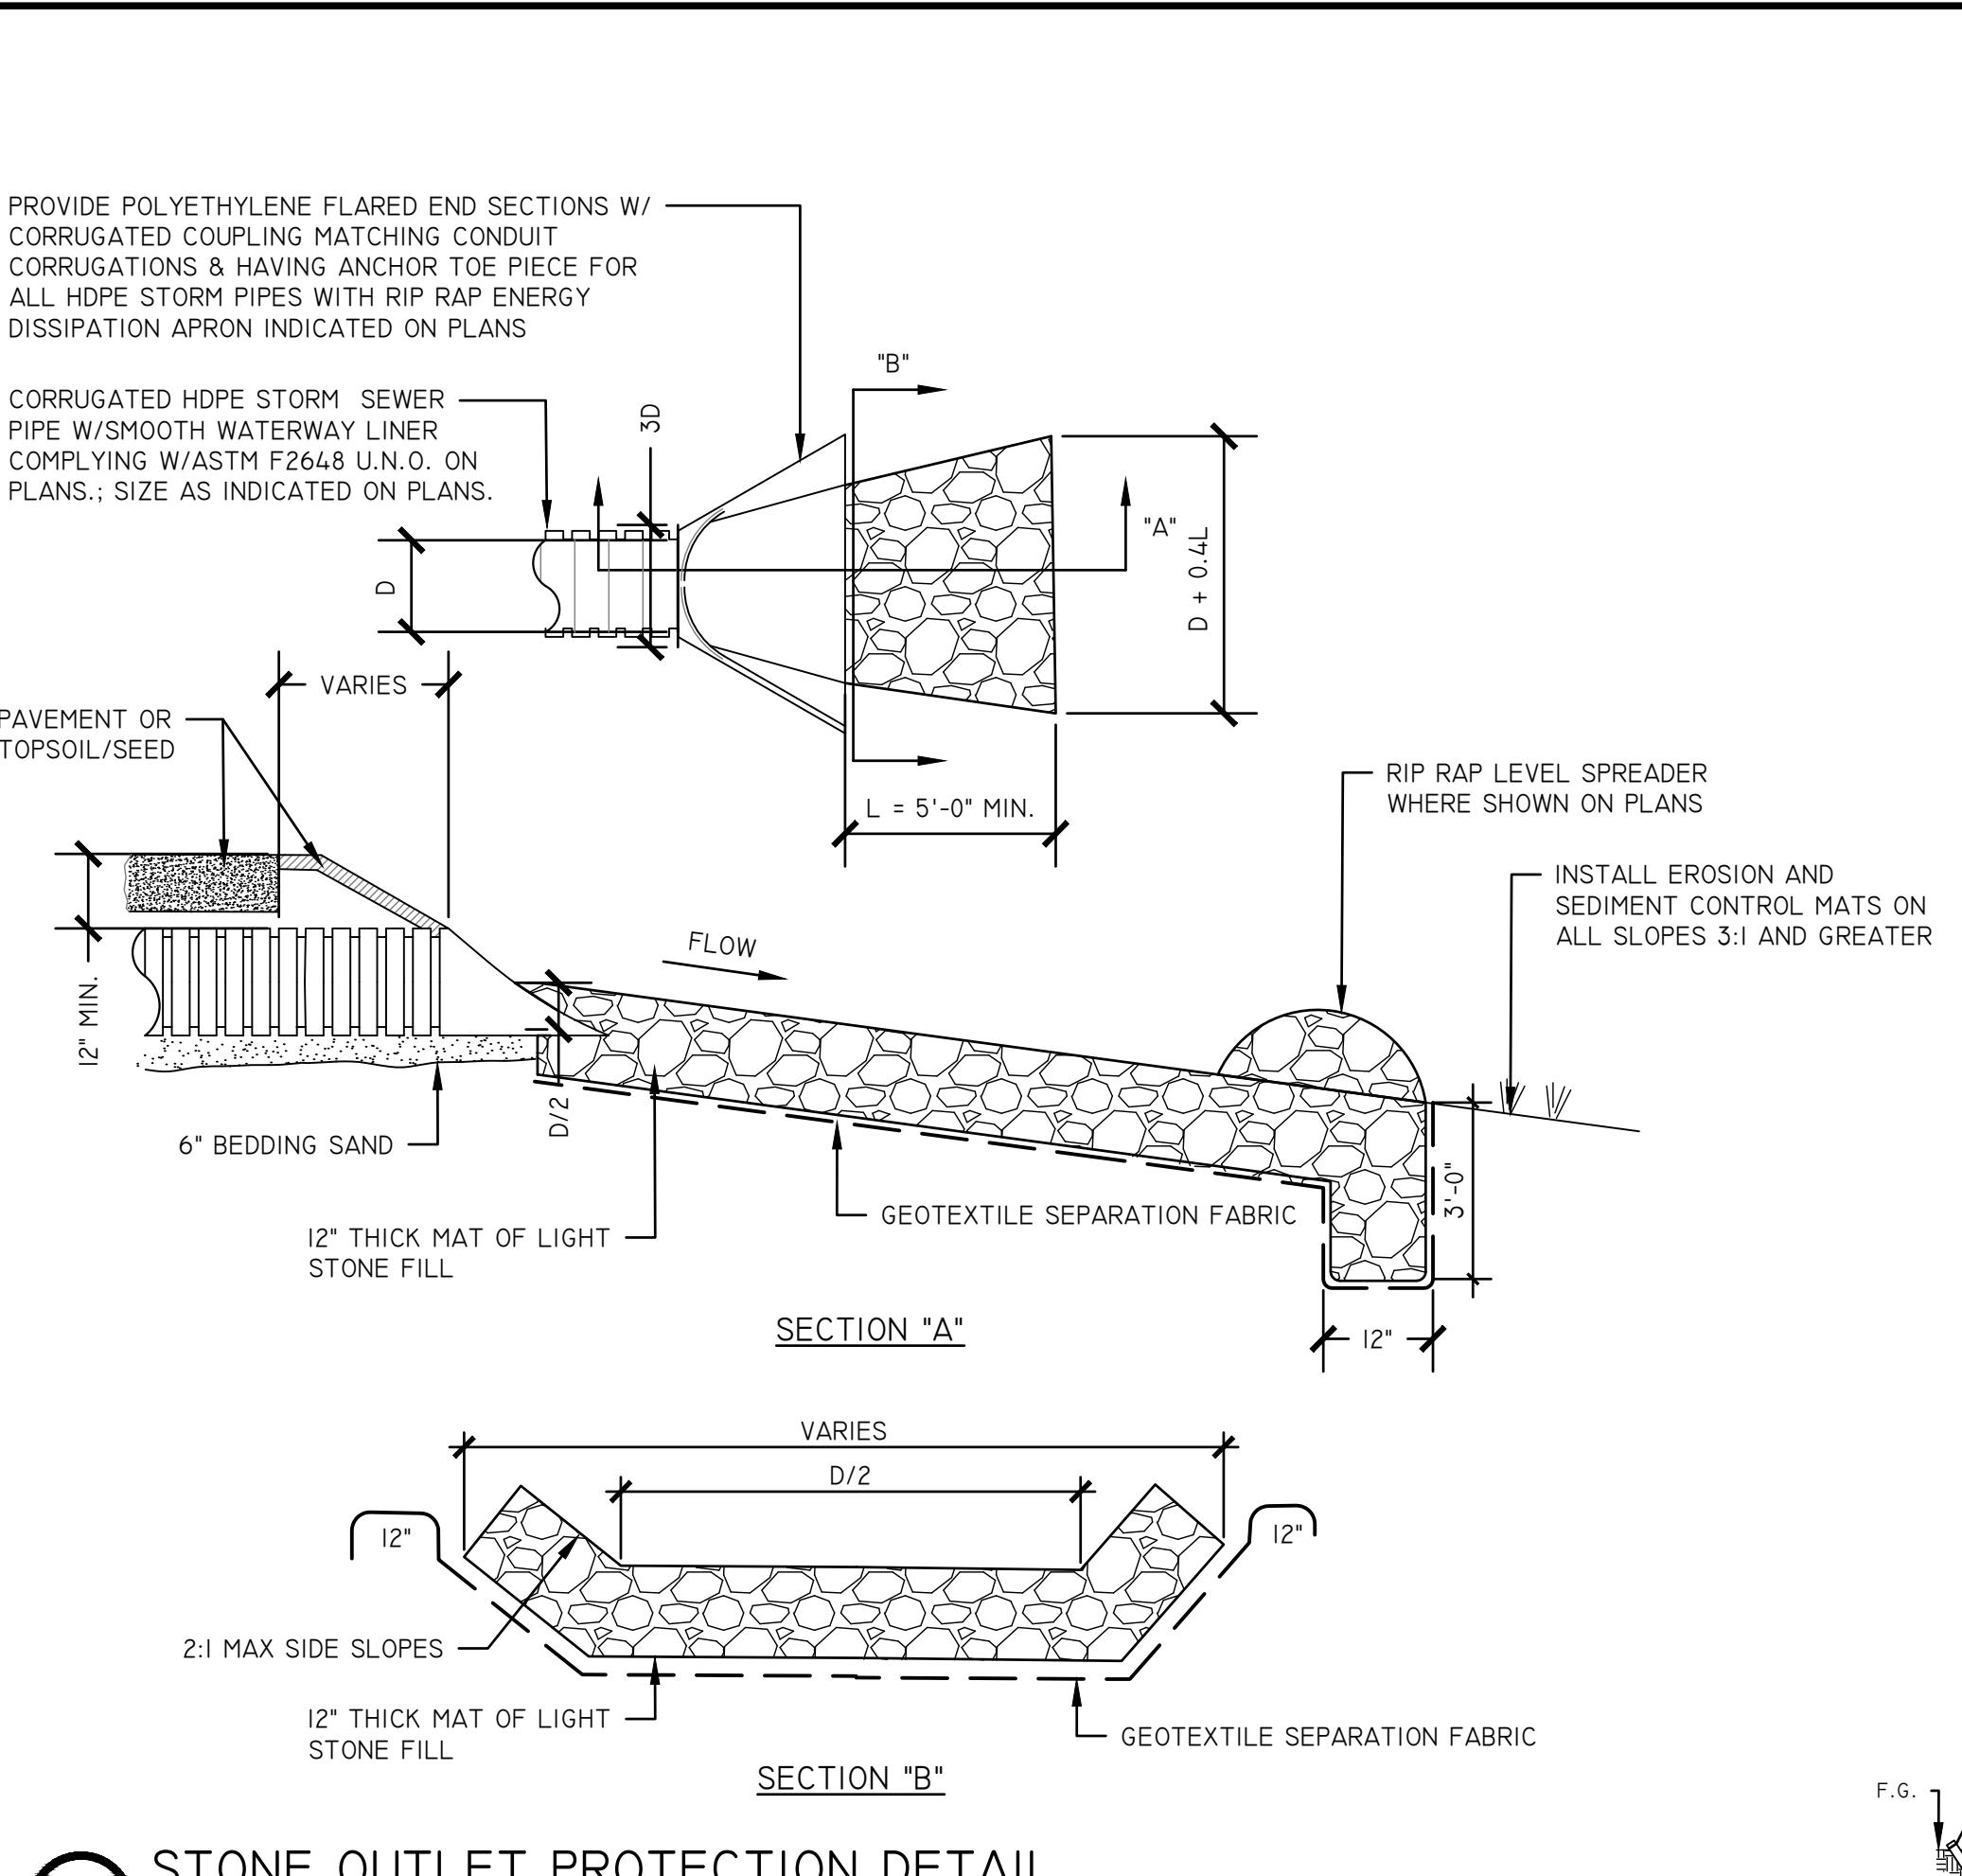 PROVIDE POLYETHYLENE FLARED END SECTIONS W/
CORRUGATED COUPLING MATCHING CONDUIT
CORRUGATIONS & HAVING ANCHOR TOE PIECE FOR
ALL HDPE STORM PIPES WITH RIP RAP ENERGY
DISSIPATION APRON INDICATED ON PLANS
CORRUGATED HDPE STORM SEWER
PIPE W/SMOOTH WATERWAY LINER
COMPLYING W/ASTM F2648 U.N.O. ON
PLANS.; SIZE AS INDICATED ON PLANS.
"B"
3D
"A"
D
D + 0.4L
L = 5'-0" MIN.
VARIES
PAVEMENT OR
TOPSOIL/SEED
RIP RAP LEVEL SPREADER
WHERE SHOWN ON PLANS
INSTALL EROSION AND
SEDIMENT CONTROL MATS ON
ALL SLOPES 3:1 AND GREATER
FLOW
12" MIN.
D/2
6" BEDDING SAND
3'-0"
GEOTEXTILE SEPARATION FABRIC
12" THICK MAT OF LIGHT
STONE FILL
12"
SECTION "A"
VARIES
D/2
12"
12"
2:1 MAX SIDE SLOPES
12" THICK MAT OF LIGHT
STONE FILL
GEOTEXTILE SEPARATION FABRIC
SECTION "B"
F.G.
STONE OUTLET PROTECTION DETAIL